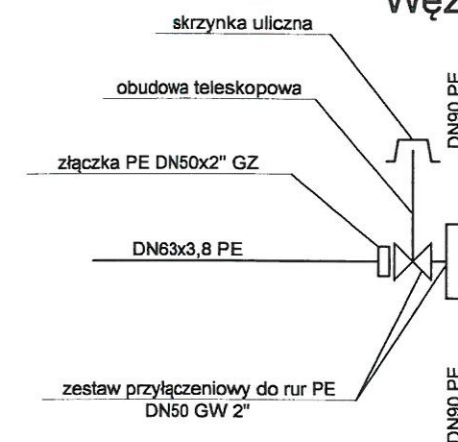 Węz
skrzynka uliczna
DN90 PE
obudowa teleskopowa
złączka PE DN50x2" GZ
DN63x3,8 PE
zestaw przyłączeniowy do rur PE
DN50 GW 2"
DN90 PE